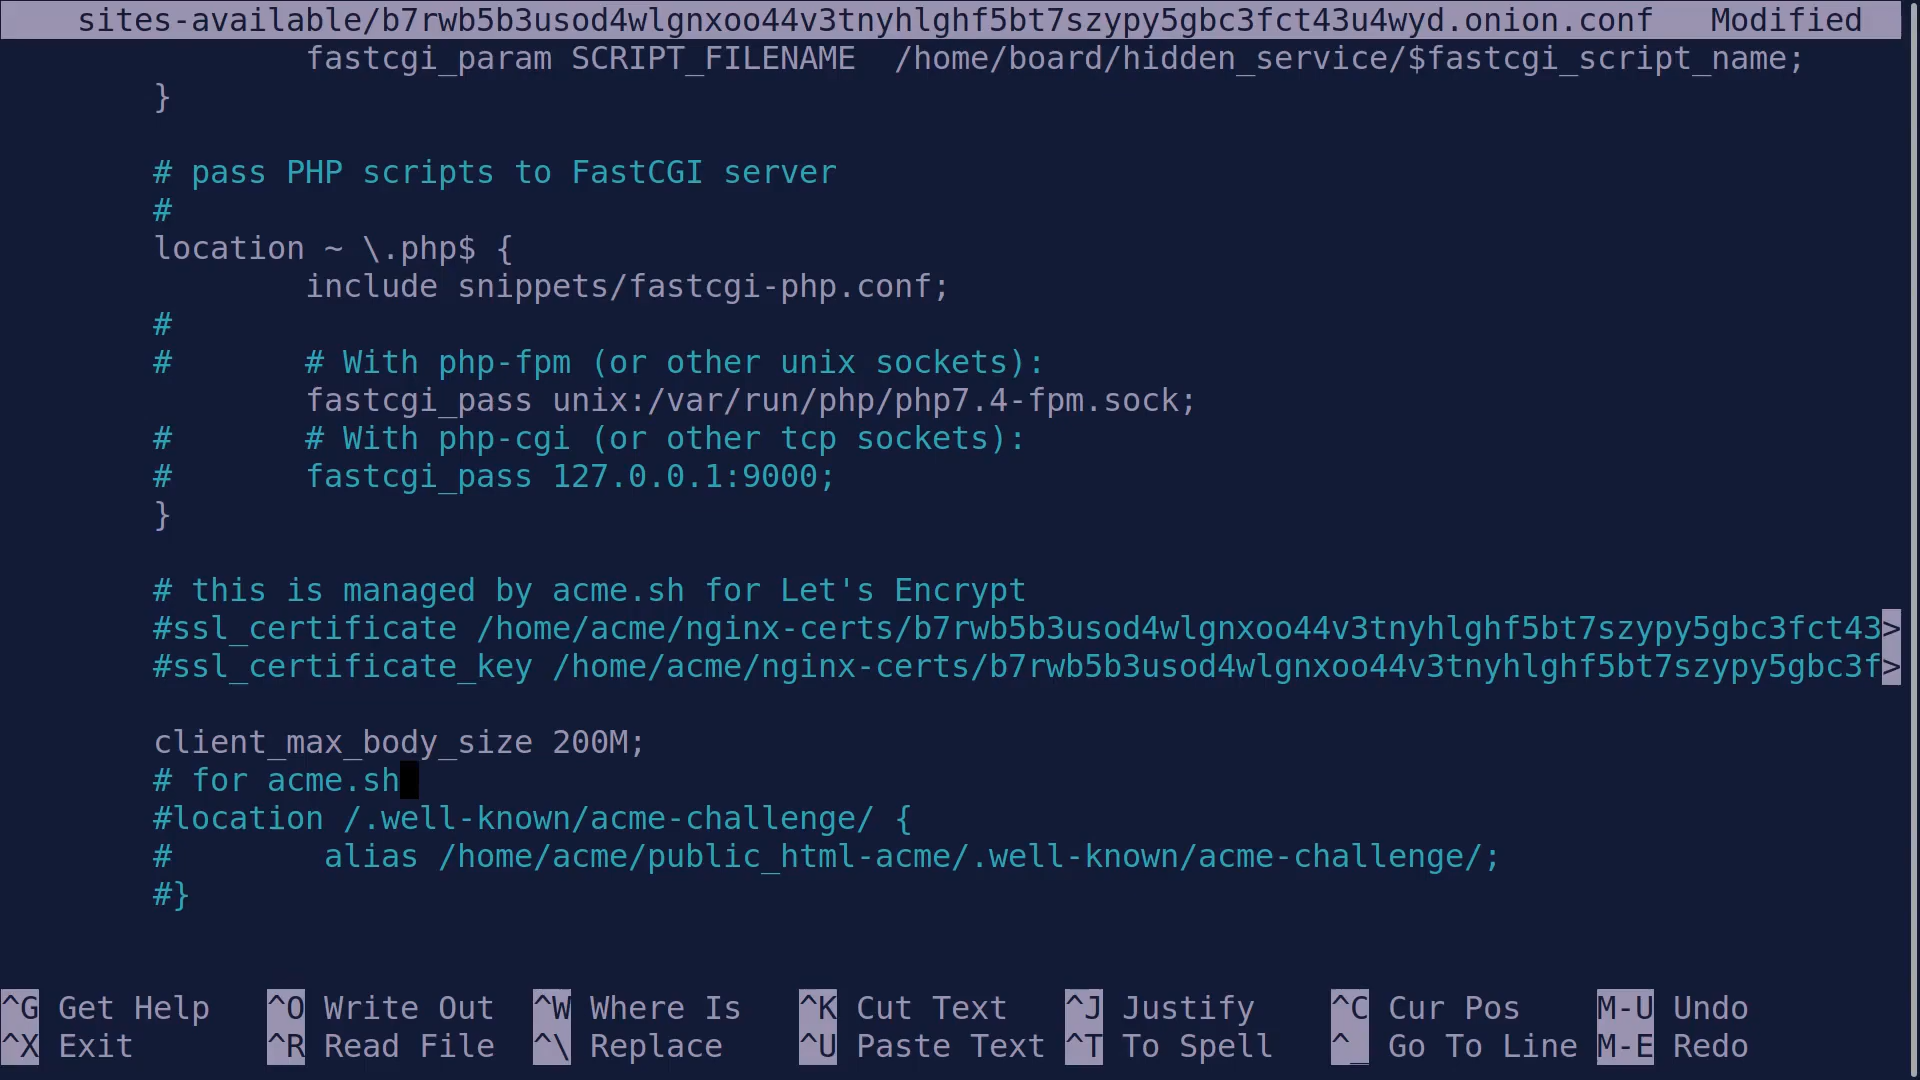 sites-available/b7rwb5b3usod4wlgnxoo44v3tnyhlghf5bt7szypy5gbc3fct43u4wyd.onion.conf   Modified
fastcgi_param SCRIPT_FILENAME  /home/board/hidden_service/$fastcgi_script_name;
}
# pass PHP scripts to FastCGI server
#
location ~ \.php$ {
include snippets/fastcgi-php.conf;
#
#       # With php-fpm (or other unix sockets):
fastcgi_pass unix:/var/run/php/php7.4-fpm.sock;
#       # With php-cgi (or other tcp sockets):
#       fastcgi_pass 127.0.0.1:9000;
}
# this is managed by acme.sh for Let's Encrypt
#ssl_certificate /home/acme/nginx-certs/b7rwb5b3usod4wlgnxoo44v3tnyhlghf5bt7szypy5gbc3fct43>
#ssl_certificate_key /home/acme/nginx-certs/b7rwb5b3usod4wlgnxoo44v3tnyhlghf5bt7szypy5gbc3f>
client_max_body_size 200M;
# for acme.sh
#location /.well-known/acme-challenge/ {
#        alias /home/acme/public_html-acme/.well-known/acme-challenge/;
#}
^G Get Help   ^O Write Out  ^W Where Is   ^K Cut Text   ^J Justify    ^C Cur Pos    M-U Undo
^X Exit       ^R Read File  ^\ Replace    ^U Paste Text ^T To Spell   ^_ Go To Line M-E Redo